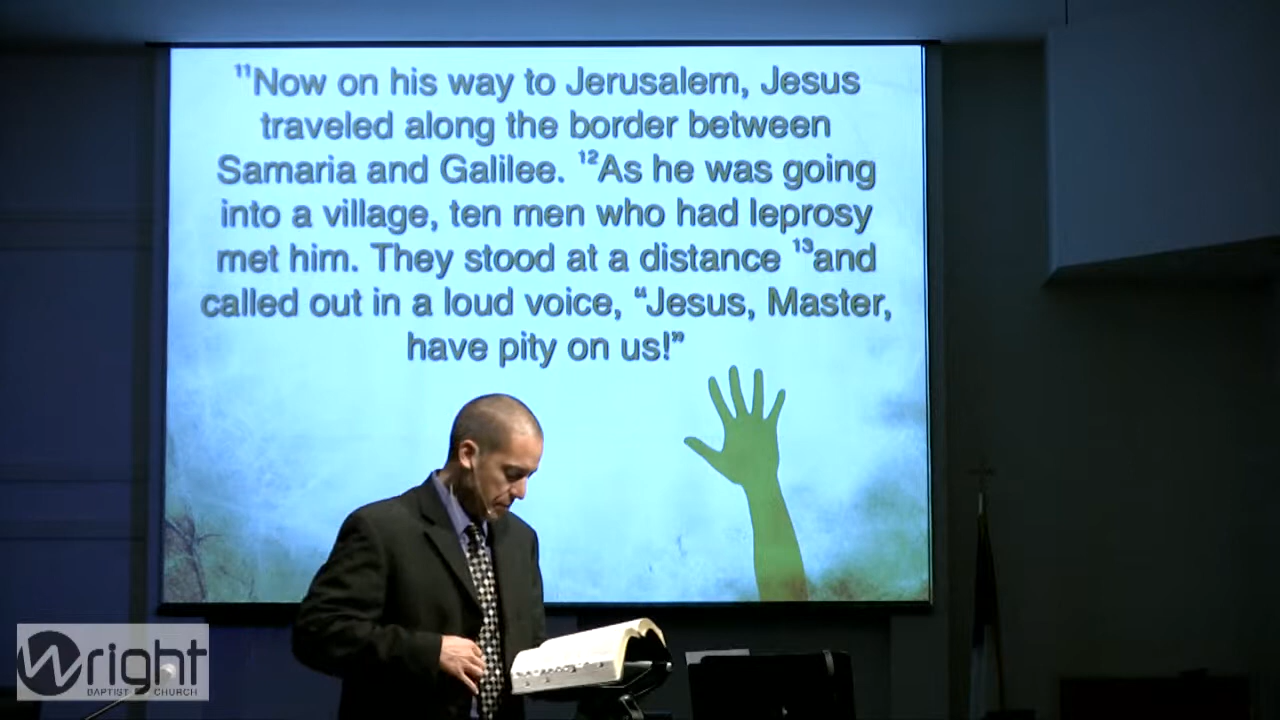 ¹¹Now on his way to Jerusalem, Jesus
traveled along the border between
Samaria and Galilee. ¹²As he was going
into a village, ten men who had leprosy
met him. They stood at a distance ¹³and
called out in a loud voice, “Jesus, Master,
have pity on us!”
Wright
BAPTIST CHURCH